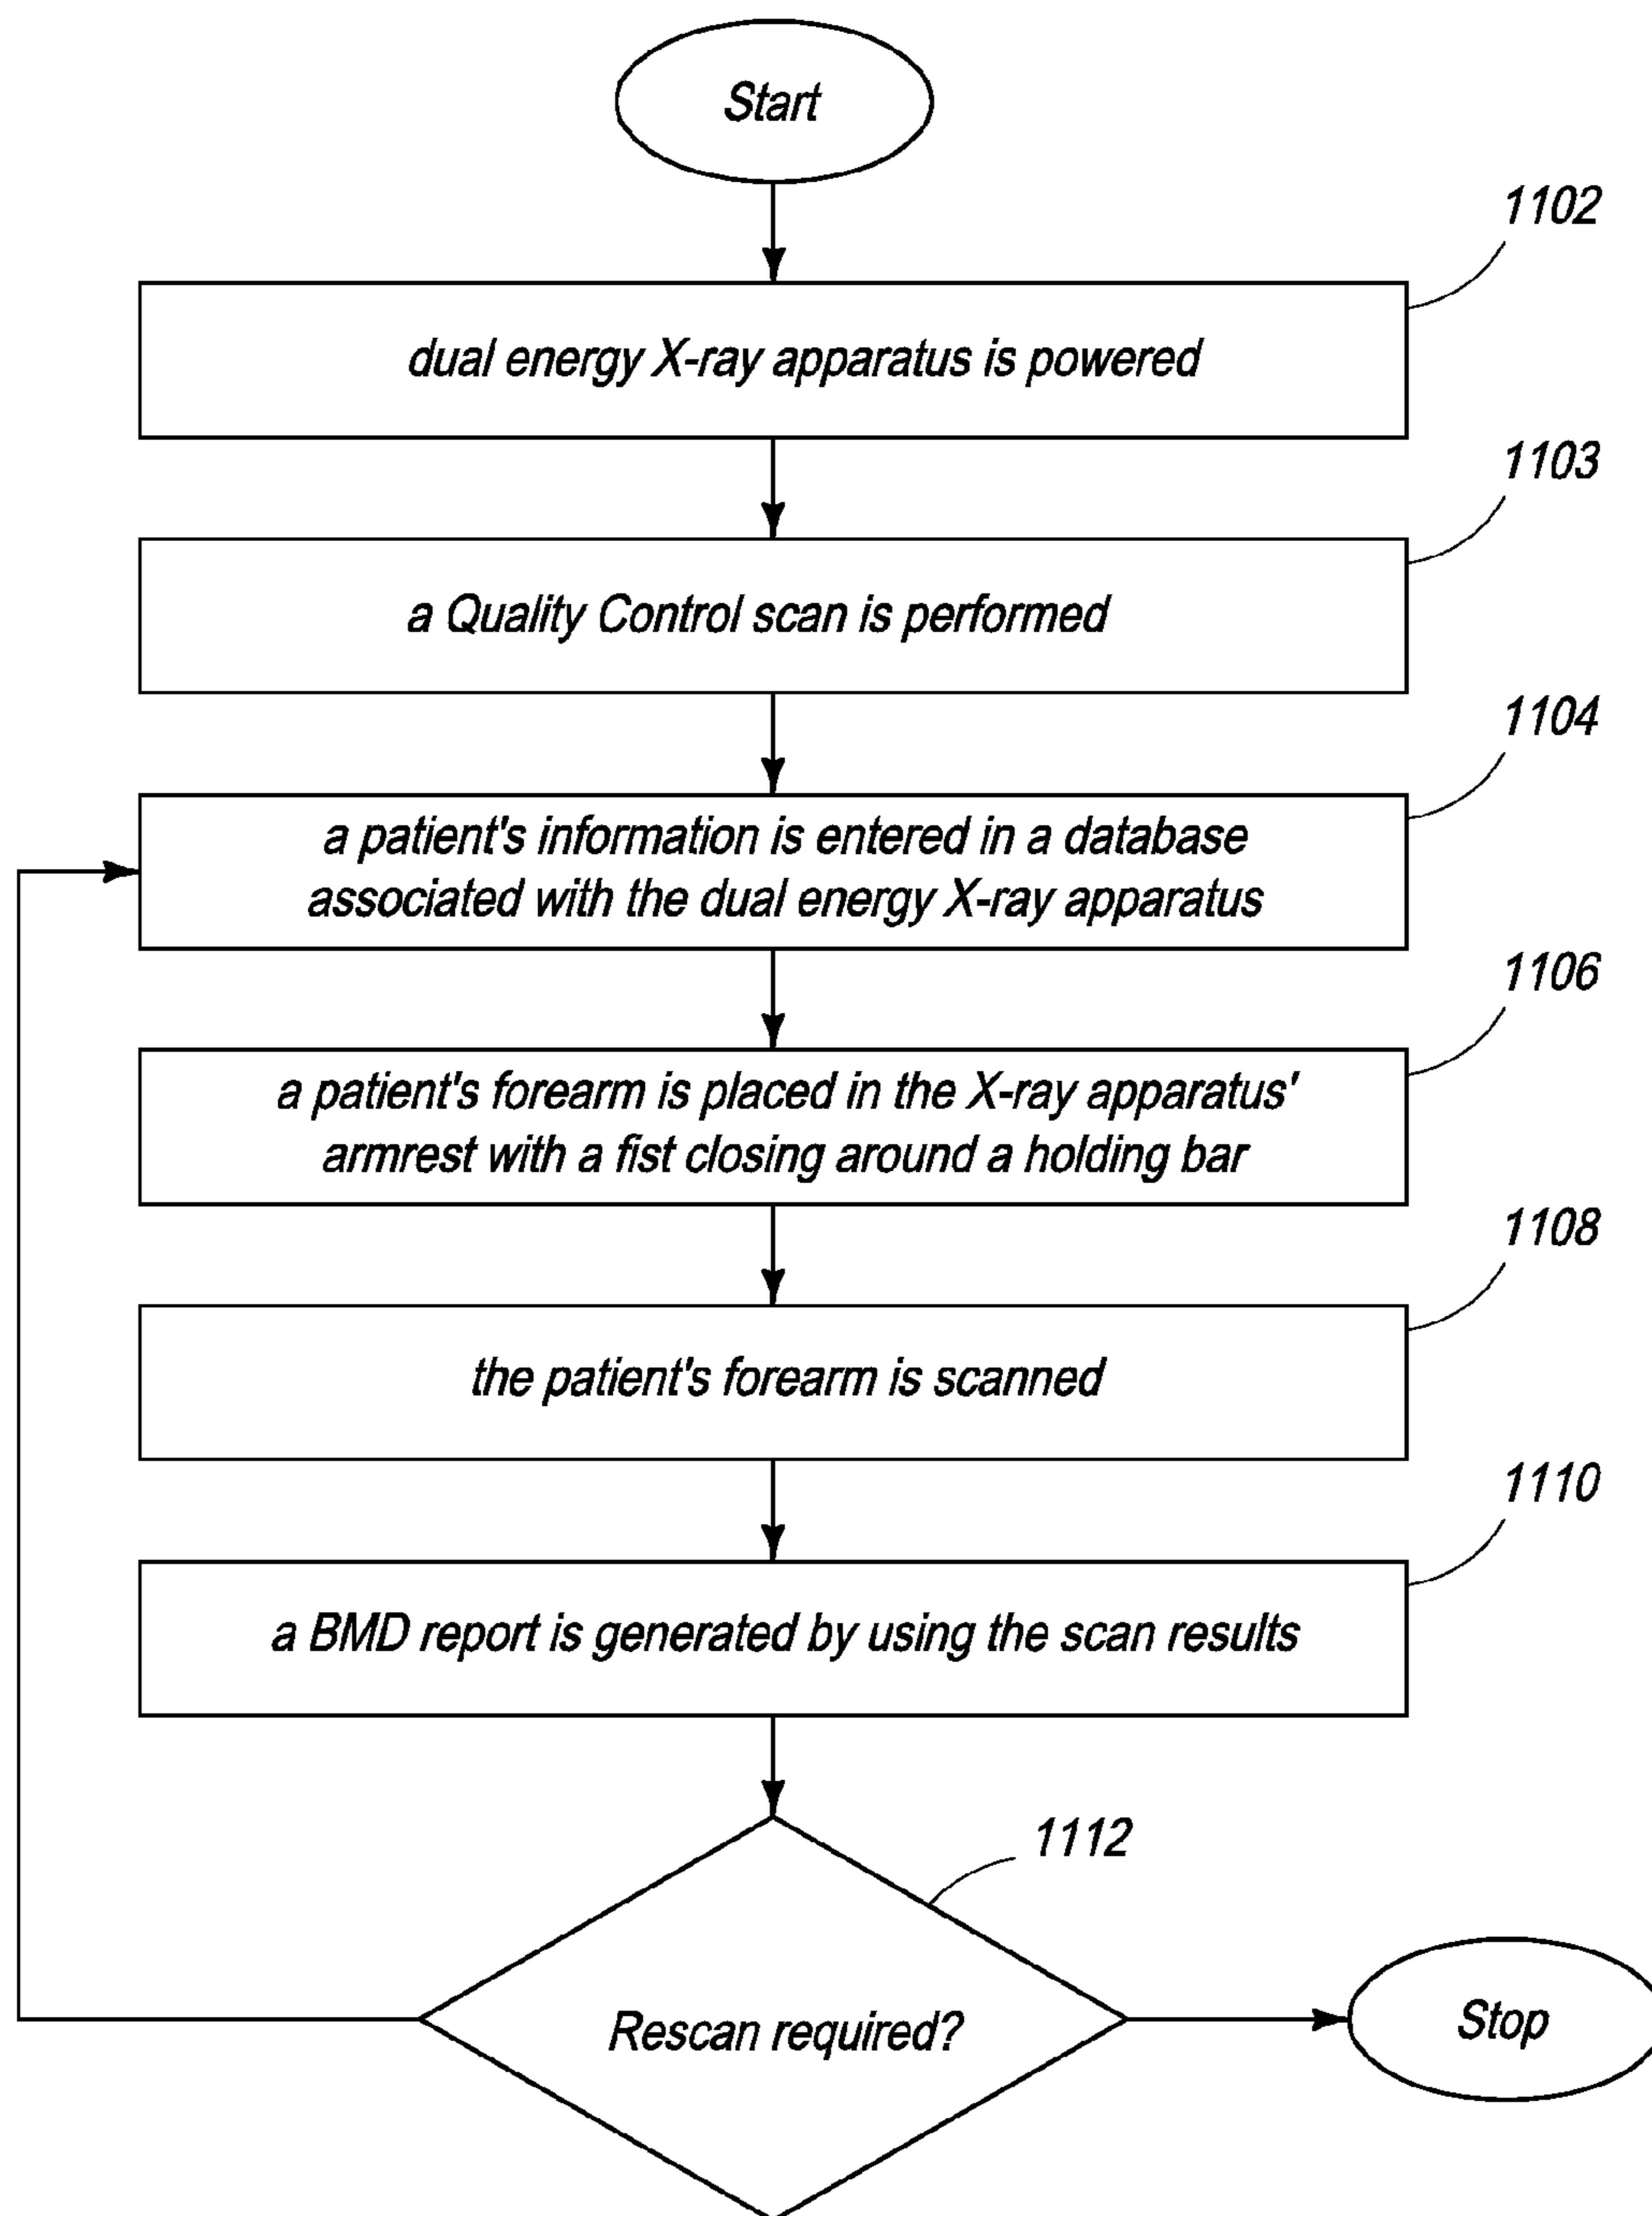 Start
1102
dual energy X-ray apparatus is powered
1103
a Quality Control scan is performed
1104
a patient's information is entered in a database
associated with the dual energy X-ray apparatus
1106
a patient's forearm is placed in the X-ray apparatus'
armrest with a fist closing around a holding bar
1108
the patient's forearm is scanned
1110
a BMD report is generated by using the scan results
1112
Rescan required?
Stop